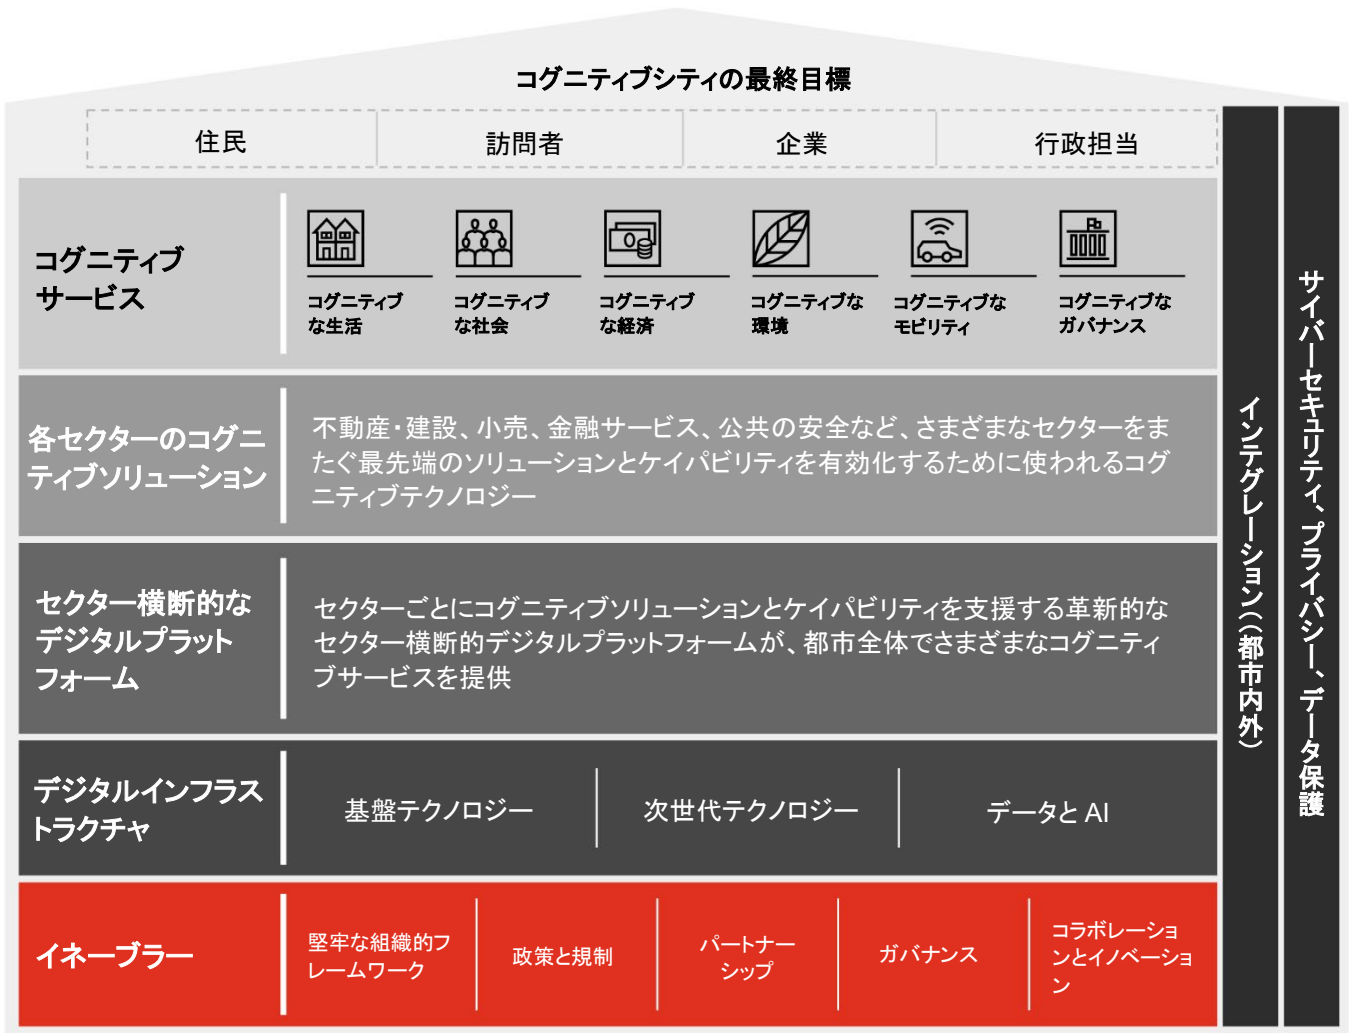 コグニティブシティの最終目標
住民
訪問者
企業
行政担当
コグニティブ
サービス
コグニティブ
な生活
コグニティブ
な社会
コグニティブ
な経済
コグニティブな
環境
コグニティブな
モビリティ
コグニティブな
ガバナンス
各セクターのコグニ
ティブソリューション
不動産・建設、小売、金融サービス、公共の安全など、さまざまなセクターをま
たぐ最先端のソリューションとケイパビリティを有効化するために使われるコグ
ニティブテクノロジー
セクター横断的な
デジタルプラット
フォーム
セクターごとにコグニティブソリューションとケイパビリティを支援する革新的な
セクター横断的デジタルプラットフォームが、都市全体でさまざまなコグニティ
ブサービスを提供
デジタルインフラス
トラクチャ
基盤テクノロジー
次世代テクノロジー
データと AI
イネーブラー
堅牢な組織的フ
レームワーク
政策と規制
パートナー
シップ
ガバナンス
コラボレーショ
ンとイノベーショ
ン
インテグレーション（（都市内外）
サイバーセキュリティ、プライバシー、データ保護